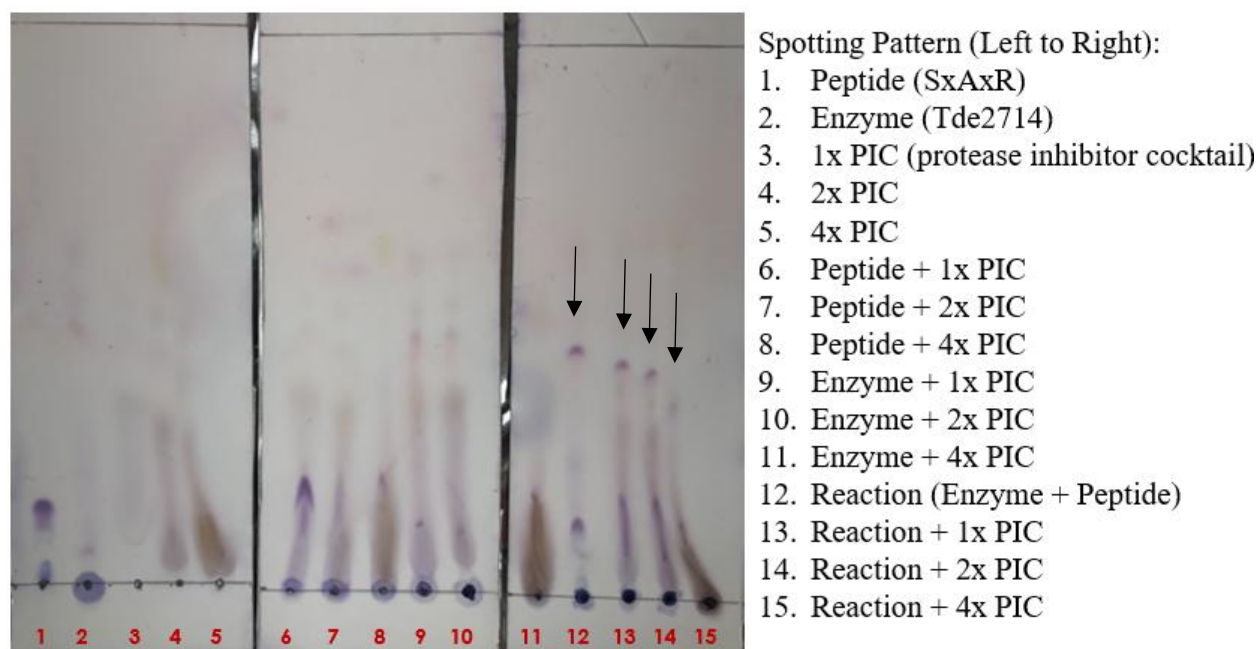 Spotting Pattern (Left to Right):
1. Peptide (SxAxR)
2. Enzyme (Tde2714)
3. 1x PIC (protease inhibitor cocktail)
4. 2x PIC
5. 4x PIC
6. Peptide + 1x PIC
7. Peptide + 2x PIC
8. Peptide + 4x PIC
9. Enzyme + 1x PIC
10. Enzyme + 2x PIC
11. Enzyme + 4x PIC
12. Reaction (Enzyme + Peptide)
13. Reaction + 1x PIC
14. Reaction + 2x PIC
15. Reaction + 4x PIC
1 2 3 4 5 6 7 8 9 10 11 12 13 14 15